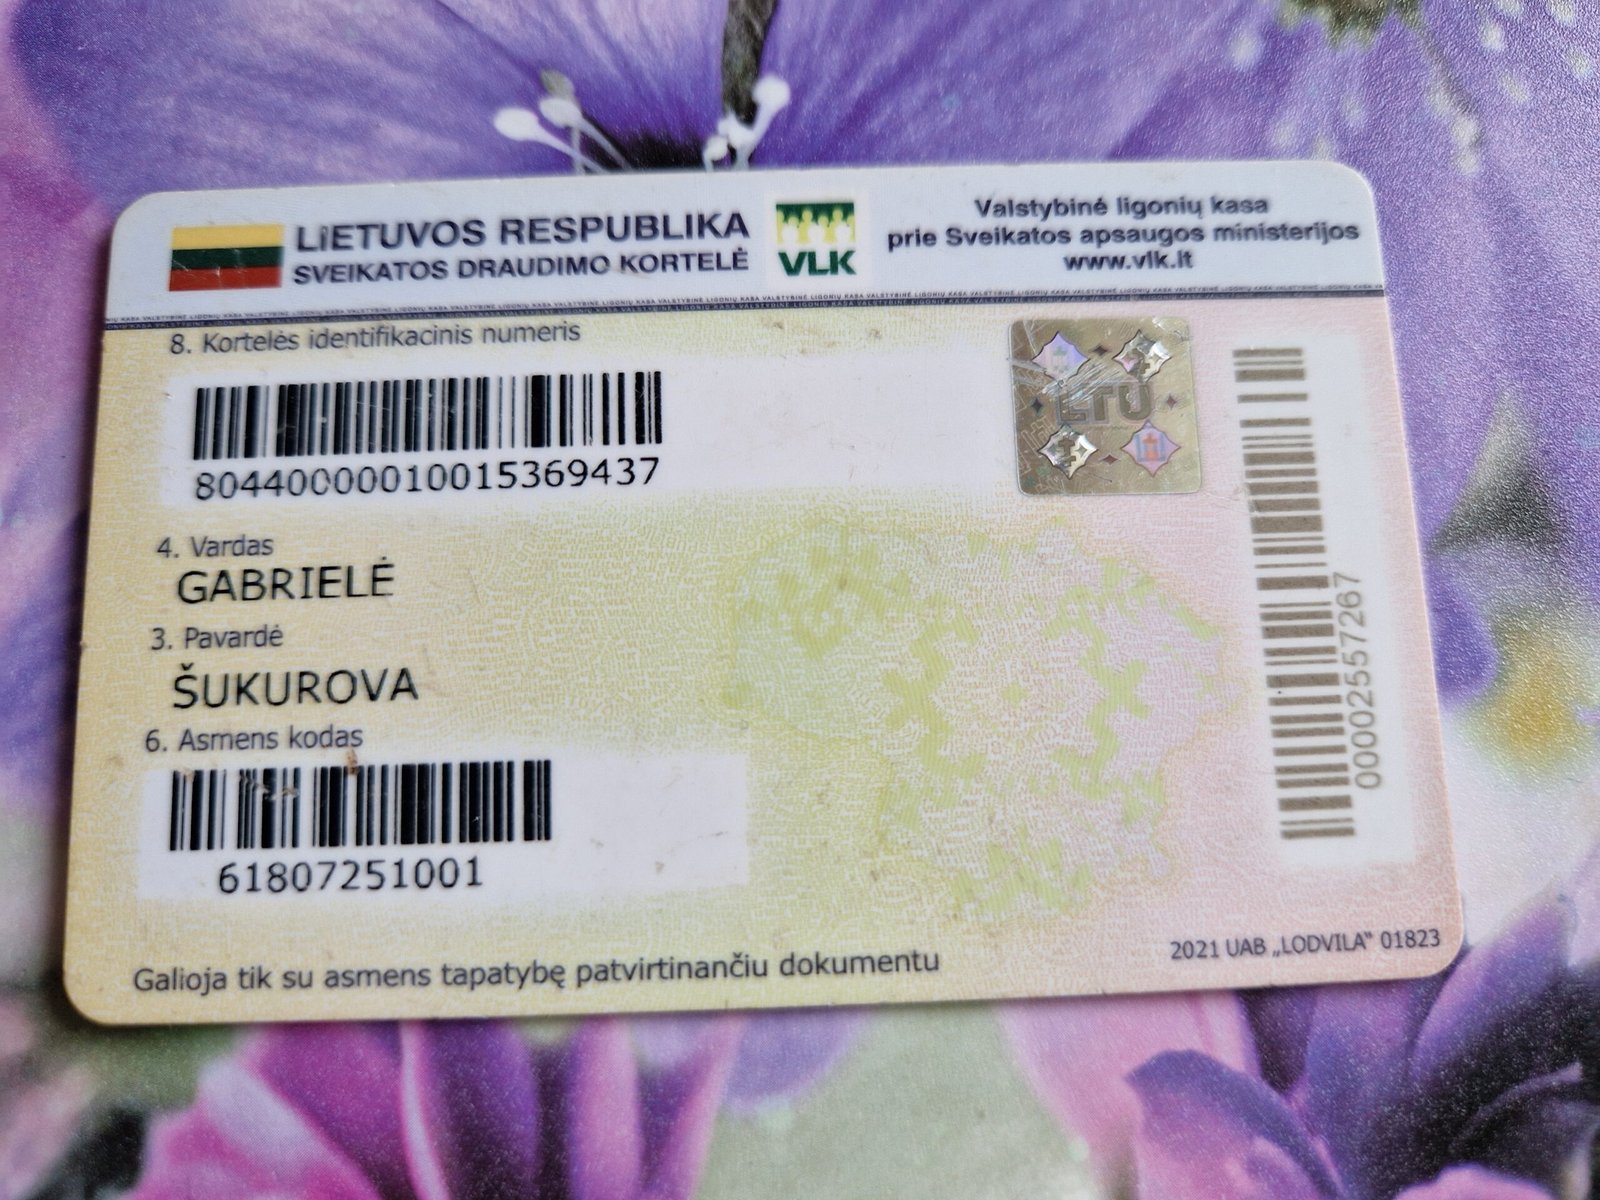 LIETUVOS RESPUBLIKA
SVEIKATOS DRAUDIMO KORTELĖ
VLK
Valstybinė ligonių kasa
prie Sveikatos apsaugos ministerijos
www.vlk.lt
8. Kortelės identifikacinis numeris
80440000010015369437
LTU
4. Vardas
GABRIELĖ
3. Pavardė
ŠUKUROVA
6. Asmens kodas
61807251001
00002557267
Galioja tik su asmens tapatybę patvirtinančiu dokumentu
2021 UAB „LODVILA“ 01823